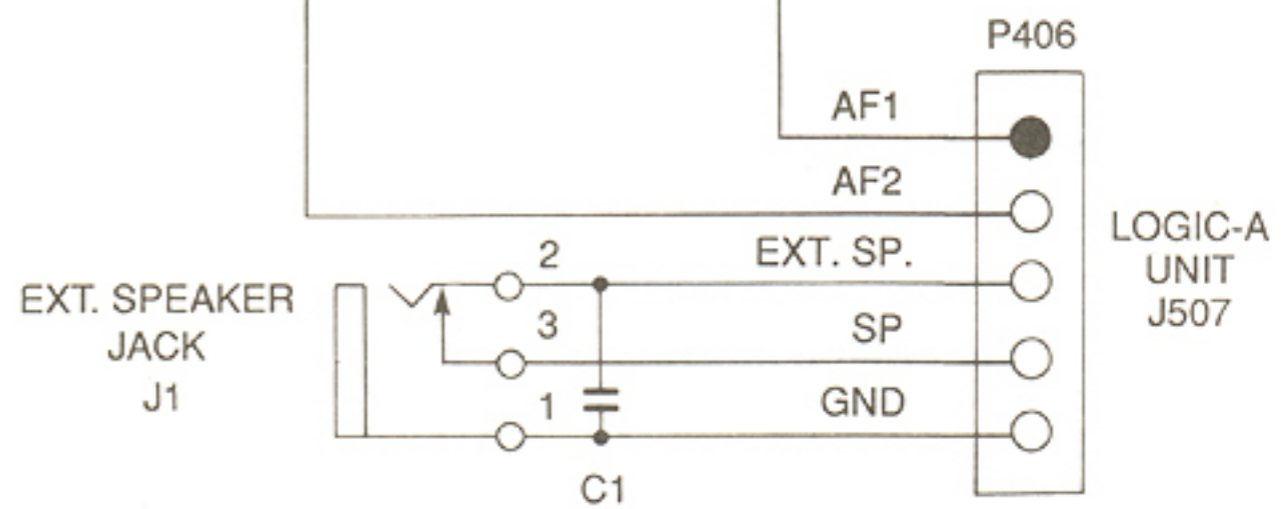 P406
AF1
AF2
EXT. SP.
SP
GND
LOGIC-A
UNIT
J507
2
3
1
EXT. SPEAKER
JACK
J1
C1